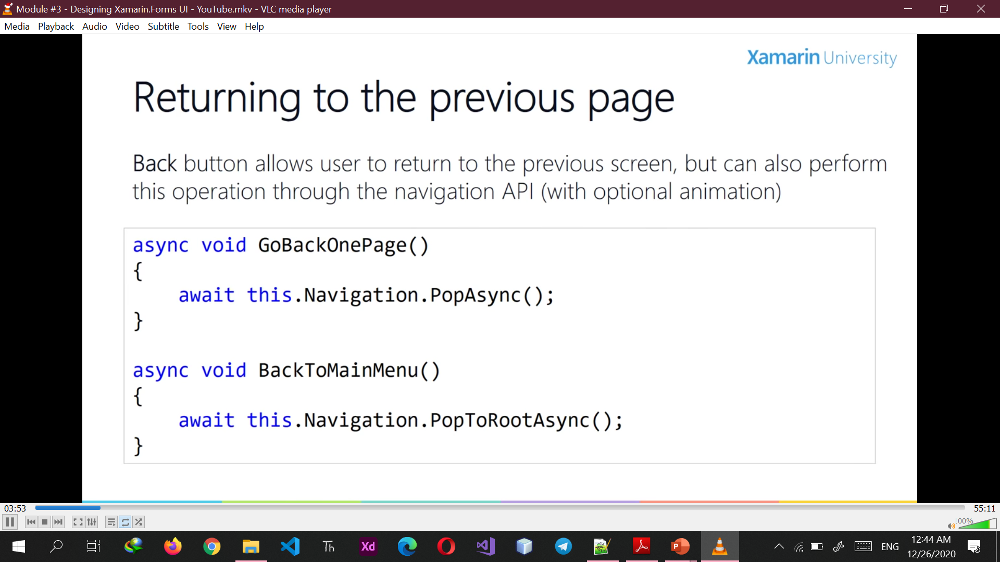 Module #3 - Designing Xamarin.Forms UI - YouTube.mkv - VLC media player
Media Playback Audio Video Subtitle Tools View Help
Xamarin University
Returning to the previous page
Back button allows user to return to the previous screen, but can also perform
this operation through the navigation API (with optional animation)
async void GoBackOnePage()
{
    await this.Navigation.PopAsync();
}
async void BackToMainMenu()
{
    await this.Navigation.PopToRootAsync();
}
03:53 55:11
100%
Th Xd P ENG 12:44 AM
12/26/2020